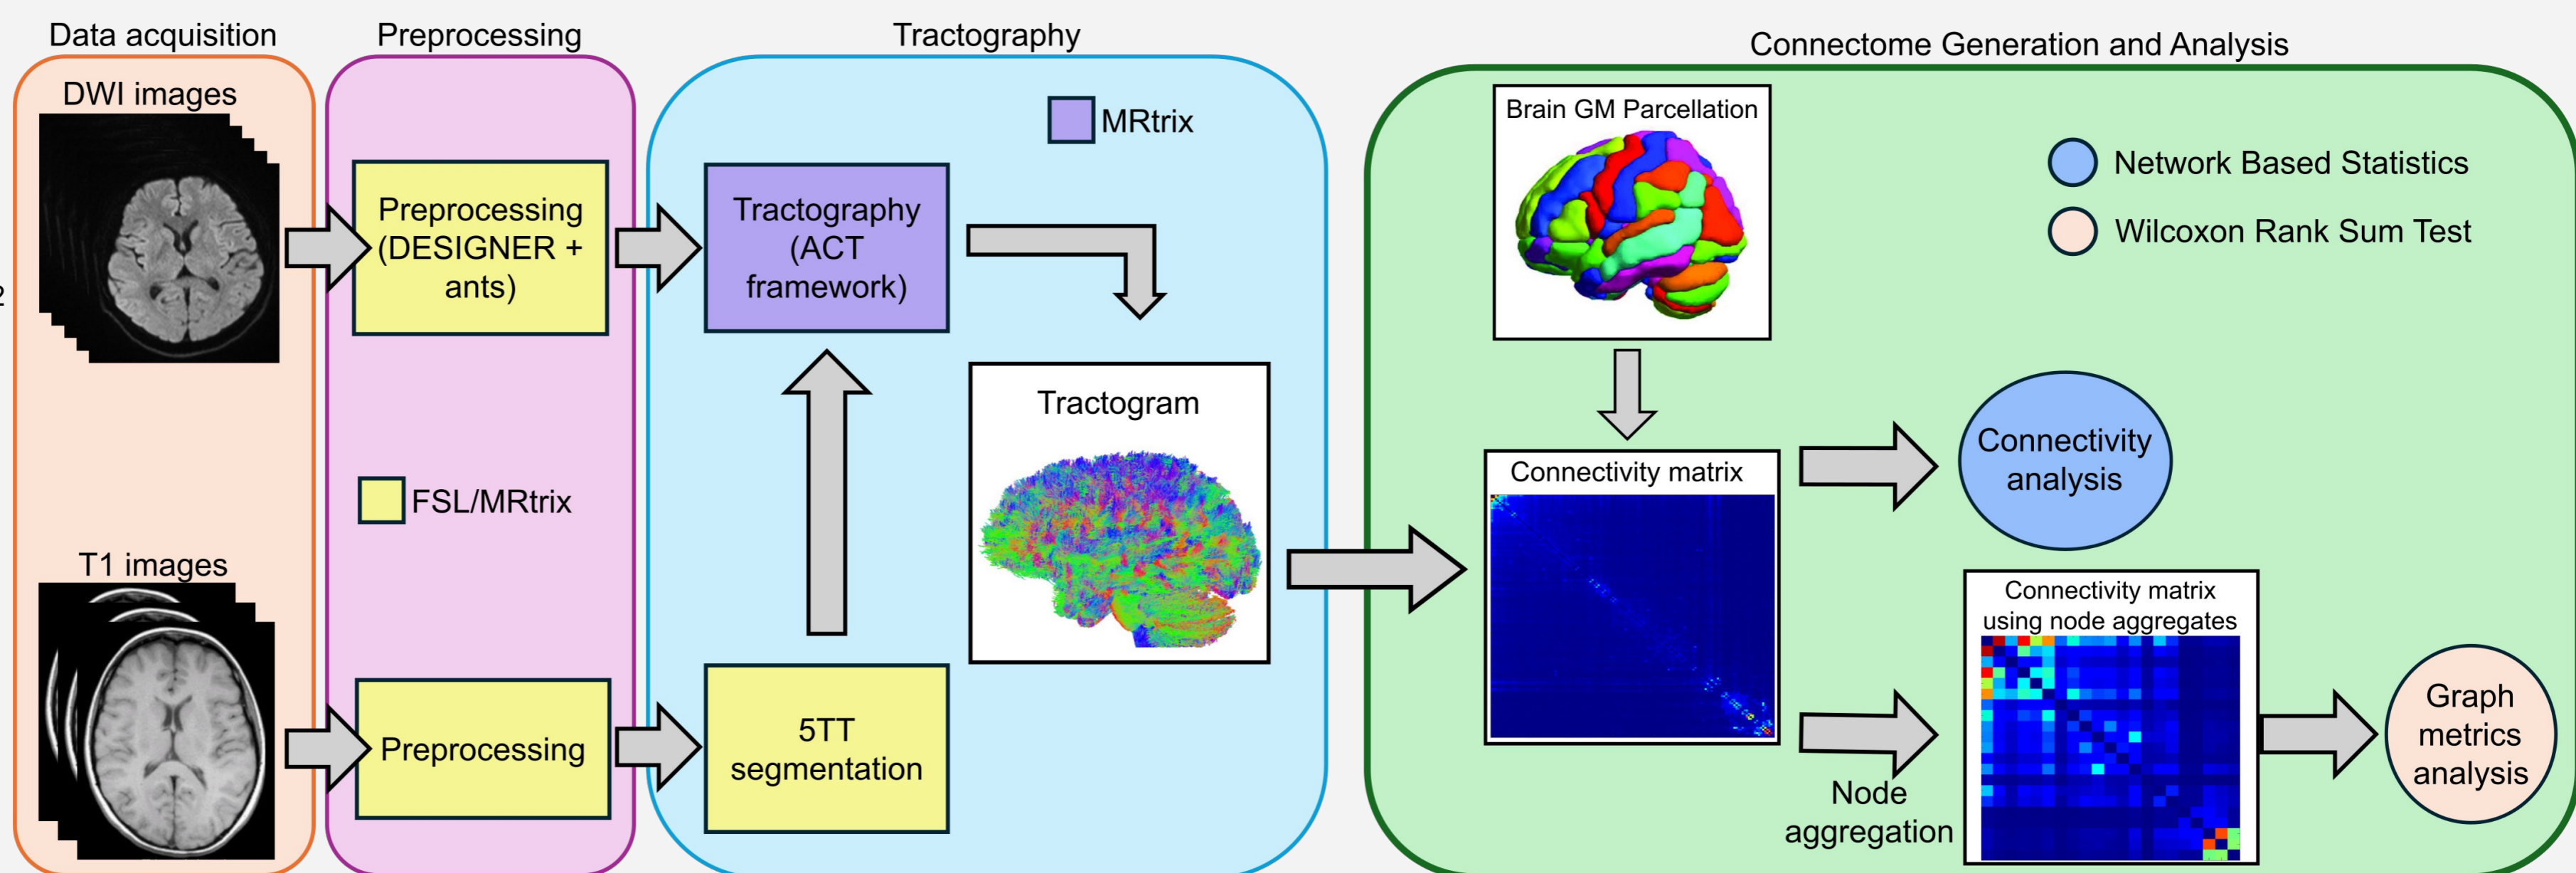 Data acquisition
Preprocessing
Tractography
Connectome Generation and Analysis
DWI images
2
Preprocessing
(DESIGNER +
ants)
FSL/MRtrix
T1 images
Preprocessing
MRtrix
Tractography
(ACT
framework)
Tractogram
5TT
segmentation
Brain GM Parcellation
Network Based Statistics
Wilcoxon Rank Sum Test
Connectivity matrix
Connectivity
analysis
Node
aggregation
Connectivity matrix
using node aggregates
Graph
metrics
analysis